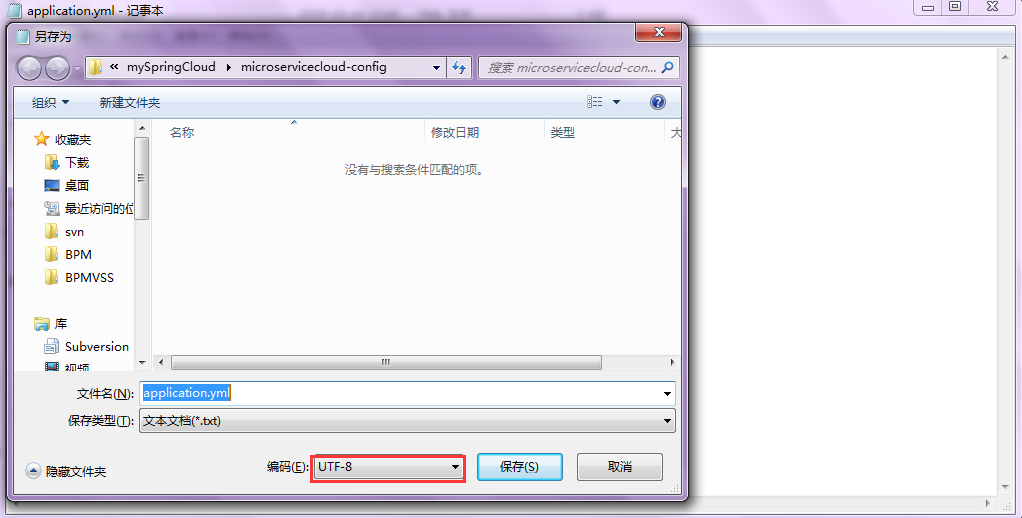 application.yml - 记事本
另存为
« mySpringCloud microservicecloud-config
搜索 microservicecloud-con...
组织 新建文件夹
名称 修改日期 类型 大
没有与搜索条件匹配的项。
收藏夹
下载
桌面
最近访问的位
svn
BPM
BPMVSS
库
Subversion
视频
文件名(N): application.yml
保存类型(T): 文本文档(*.txt)
隐藏文件夹 编码(E): UTF-8 保存(S) 取消